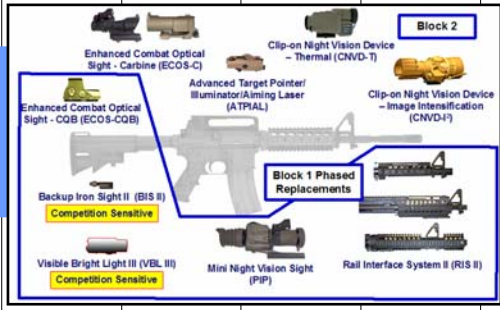 Block 2
Enhanced Combat Optical
Sight - Carbine (ECOS-C)
Clip-on Night Vision Device
– Thermal (CNVD-T)
Advanced Target Pointer/
Illuminator/Aiming Laser
(ATPIAL)
Clip-on Night Vision Device
– Image Intensification
(CNVD-I²)
Enhanced Combat Optical
Sight - CQB (ECOS-CQB)
Block 1 Phased
Replacements
Backup Iron Sight II (BIS II)
Competition Sensitive
Visible Bright Light III (VBL III)
Competition Sensitive
Mini Night Vision Sight
(PIP)
Rail Interface System II (RIS II)